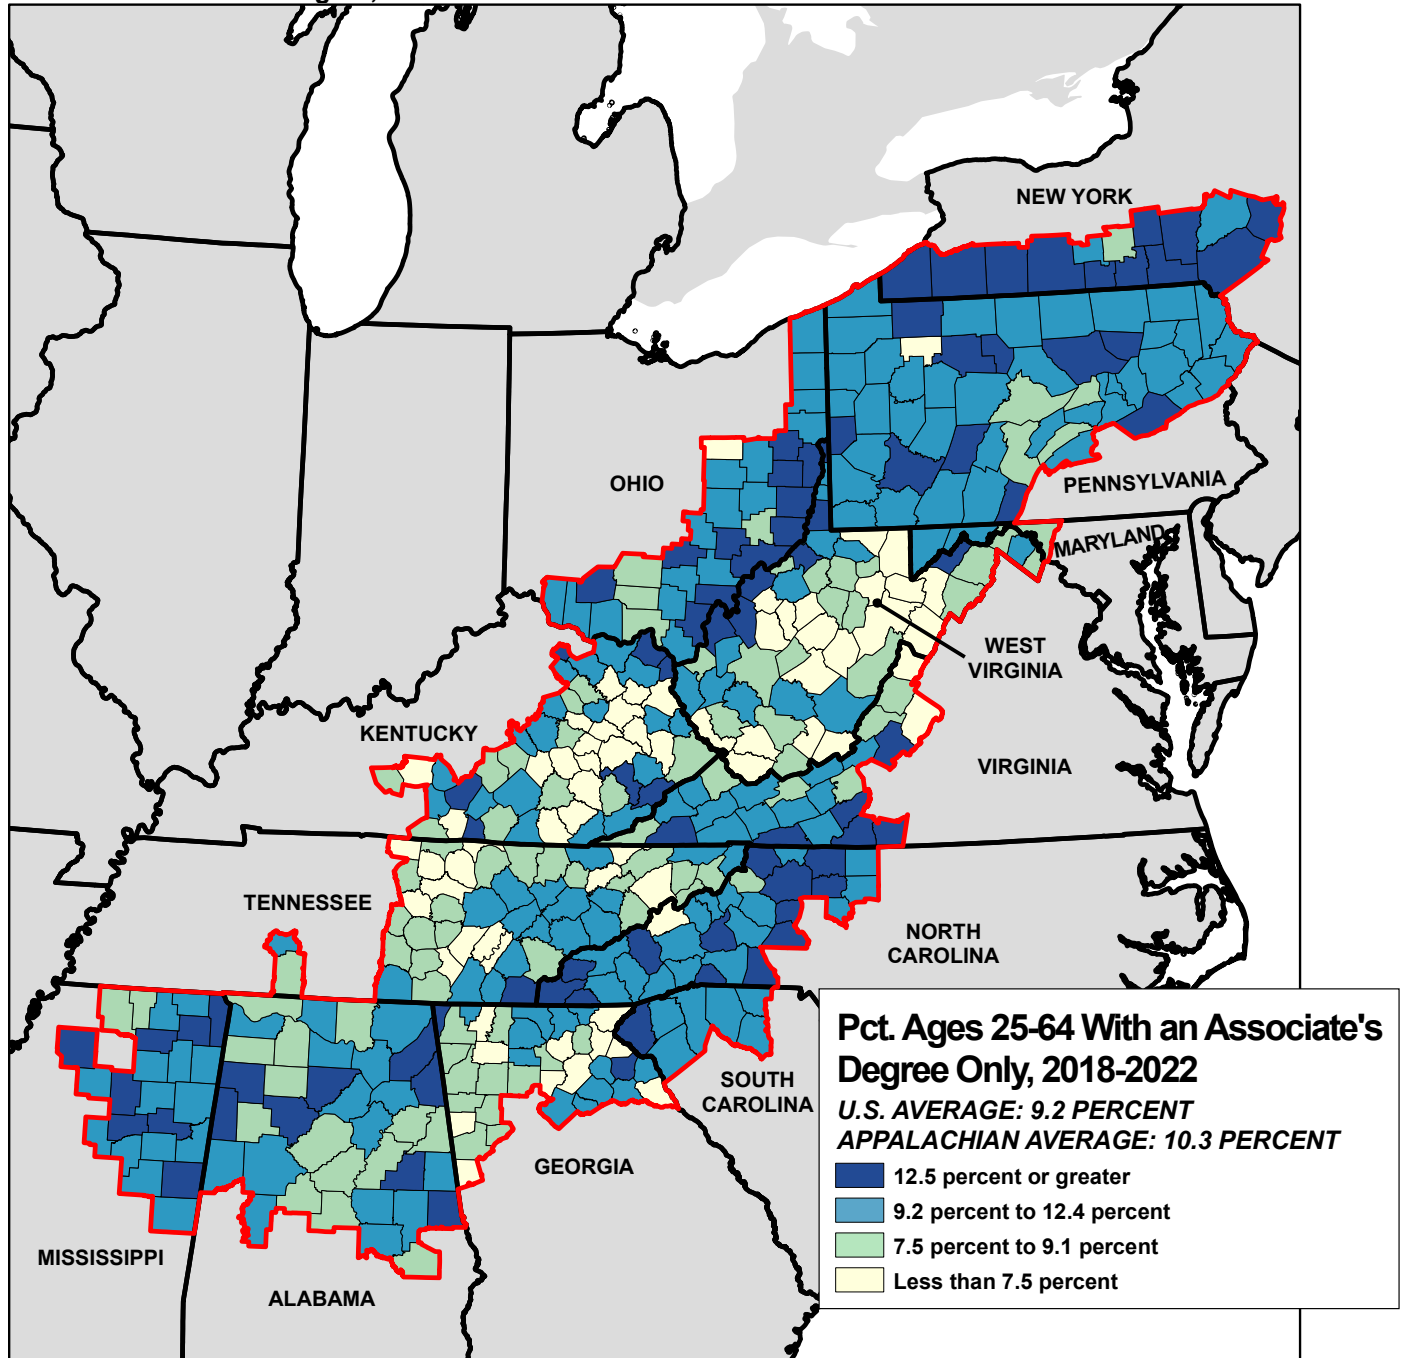 NEW YORK
OHIO
PENNSYLVANIA
MARYLAND
WEST
VIRGINIA
KENTUCKY
VIRGINIA
TENNESSEE
NORTH
CAROLINA
SOUTH
CAROLINA
GEORGIA
MISSISSIPPI
ALABAMA
Pct. Ages 25-64 With an Associate's
Degree Only, 2018-2022
U.S. AVERAGE: 9.2 PERCENT
APPALACHIAN AVERAGE: 10.3 PERCENT
12.5 percent or greater
9.2 percent to 12.4 percent
7.5 percent to 9.1 percent
Less than 7.5 percent